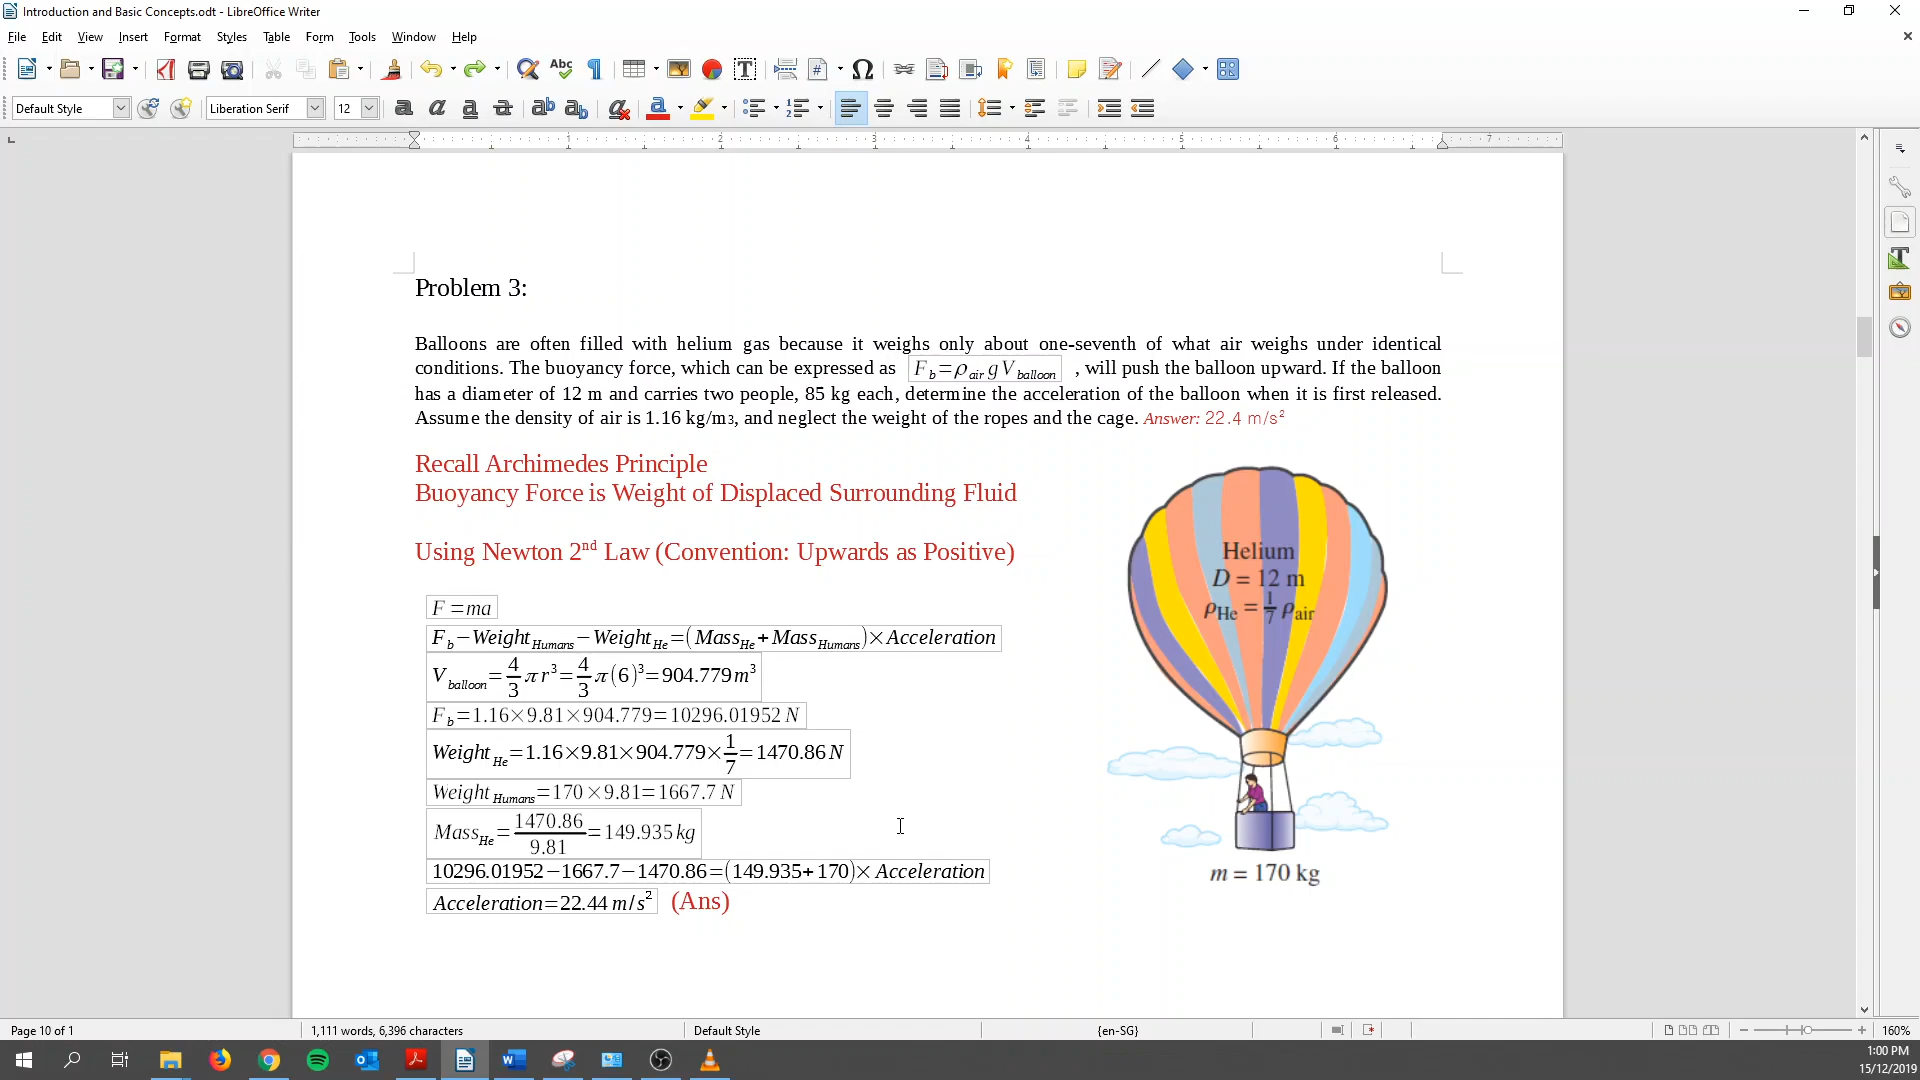 Introduction and Basic Concepts.odt - LibreOffice Writer
File Edit View Insert Format Styles Table Form Tools Window Help
Default Style Liberation Serif 12
1 2 3 4 5 6 7
Problem 3:
Balloons are often filled with helium gas because it weighs only about one-seventh of what air weighs under identical
conditions. The buoyancy force, which can be expressed as F_b=ρ_air g V_balloon , will push the balloon upward. If the balloon
has a diameter of 12 m and carries two people, 85 kg each, determine the acceleration of the balloon when it is first released.
Assume the density of air is 1.16 kg/m3, and neglect the weight of the ropes and the cage. Answer: 22.4 m/s²
Recall Archimedes Principle
Buoyancy Force is Weight of Displaced Surrounding Fluid
Using Newton 2nd Law (Convention: Upwards as Positive)
F =ma
F_b−Weight_Humans−Weight_He=(Mass_He+Mass_Humans)×Acceleration
V_balloon=4/3 π r³=4/3 π(6)³=904.779 m³
F_b=1.16×9.81×904.779=10296.01952 N
Weight_He=1.16×9.81×904.779×1/7=1470.86 N
Weight_Humans=170×9.81=1667.7 N
Mass_He=1470.86/9.81=149.935 kg
10296.01952−1667.7−1470.86=(149.935+170)× Acceleration
Acceleration=22.44 m/s² (Ans)
Helium
D = 12 m
ρHe = 1/7 ρair
m = 170 kg
Page 10 of 1 1,111 words, 6,396 characters Default Style {en-SG} 160%
1:00 PM
15/12/2019